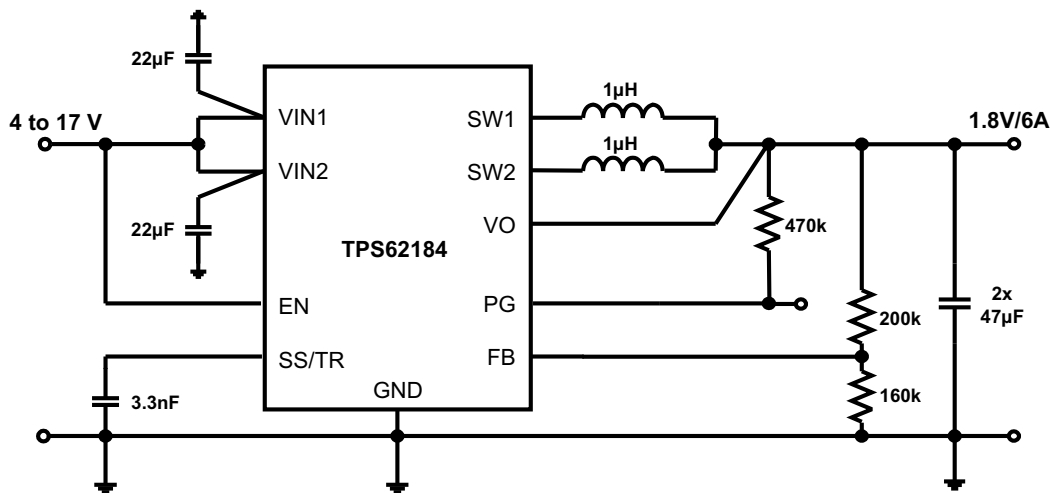 22µF
4 to 17 V
22µF
VIN1
VIN2
EN
SS/TR
3.3nF
TPS62184
GND
SW1
SW2
VO
PG
FB
1µH
1µH
470k
200k
160k
1.8V/6A
2x
47µF